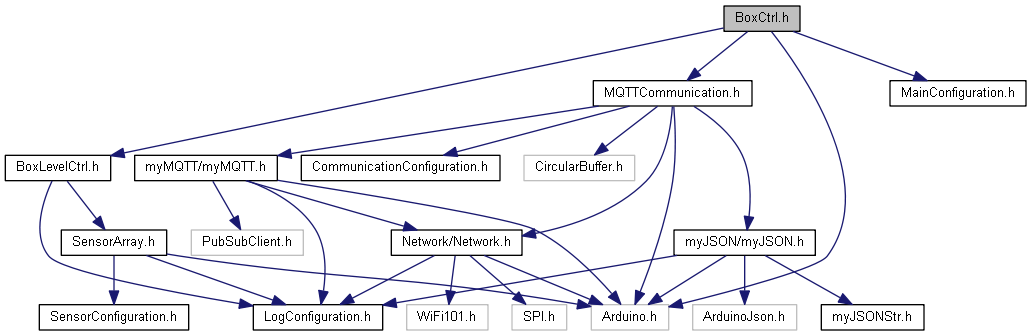 BoxCtrl.h
MQTTCommunication.h
MainConfiguration.h
BoxLevelCtrl.h
myMQTT/myMQTT.h
CommunicationConfiguration.h
CircularBuffer.h
SensorArray.h
PubSubClient.h
Network/Network.h
myJSON/myJSON.h
SensorConfiguration.h
LogConfiguration.h
WiFi101.h
SPI.h
Arduino.h
ArduinoJson.h
myJSONStr.h